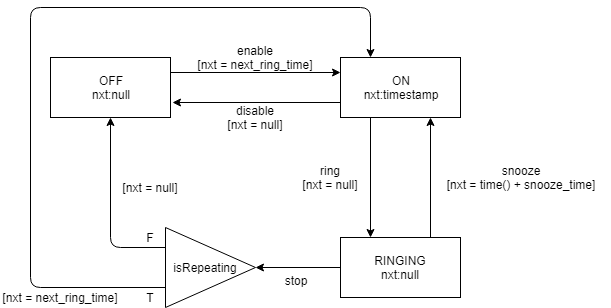 enable
[nxt = next_ring_time]
OFF
nxt:null
ON
nxt:timestamp
disable
[nxt = null]
ring
[nxt = null]
snooze
[nxt = time() + snooze_time]
[nxt = null]
F
isRepeating
RINGING
nxt:null
stop
[nxt = next_ring_time]
T